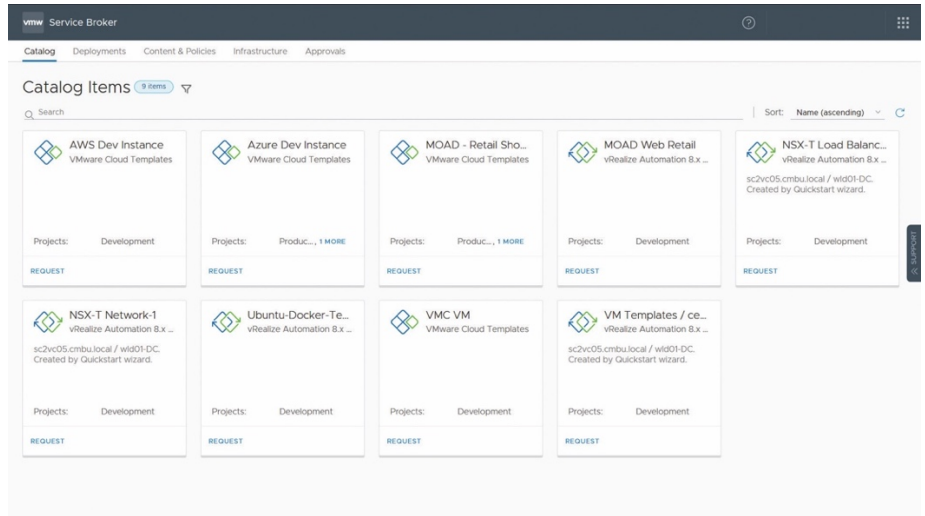 vmw Service Broker
Catalog Deployments Content & Policies Infrastructure Approvals
Catalog Items 9 items
Search
Sort: Name (ascending)
AWS Dev Instance
VMware Cloud Templates
Projects: Development
REQUEST
Azure Dev Instance
VMware Cloud Templates
Projects: Produc..., 1 MORE
REQUEST
MOAD - Retail Sho...
VMware Cloud Templates
Projects: Produc..., 1 MORE
REQUEST
MOAD Web Retail
vRealize Automation 8.x ...
Projects: Development
REQUEST
NSX-T Load Balanc...
vRealize Automation 8.x ...
sc2vc05.cmbu.local / wld01-DC.
Created by Quickstart wizard.
Projects: Development
REQUEST
SUPPORT
NSX-T Network-1
vRealize Automation 8.x ...
sc2vc05.cmbu.local / wld01-DC.
Created by Quickstart wizard.
Projects: Development
REQUEST
Ubuntu-Docker-Te...
vRealize Automation 8.x ...
Projects: Development
REQUEST
VMC VM
VMware Cloud Templates
Projects: Development
REQUEST
VM Templates / ce...
vRealize Automation 8.x ...
sc2vc05.cmbu.local / wld01-DC.
Created by Quickstart wizard.
Projects: Development
REQUEST